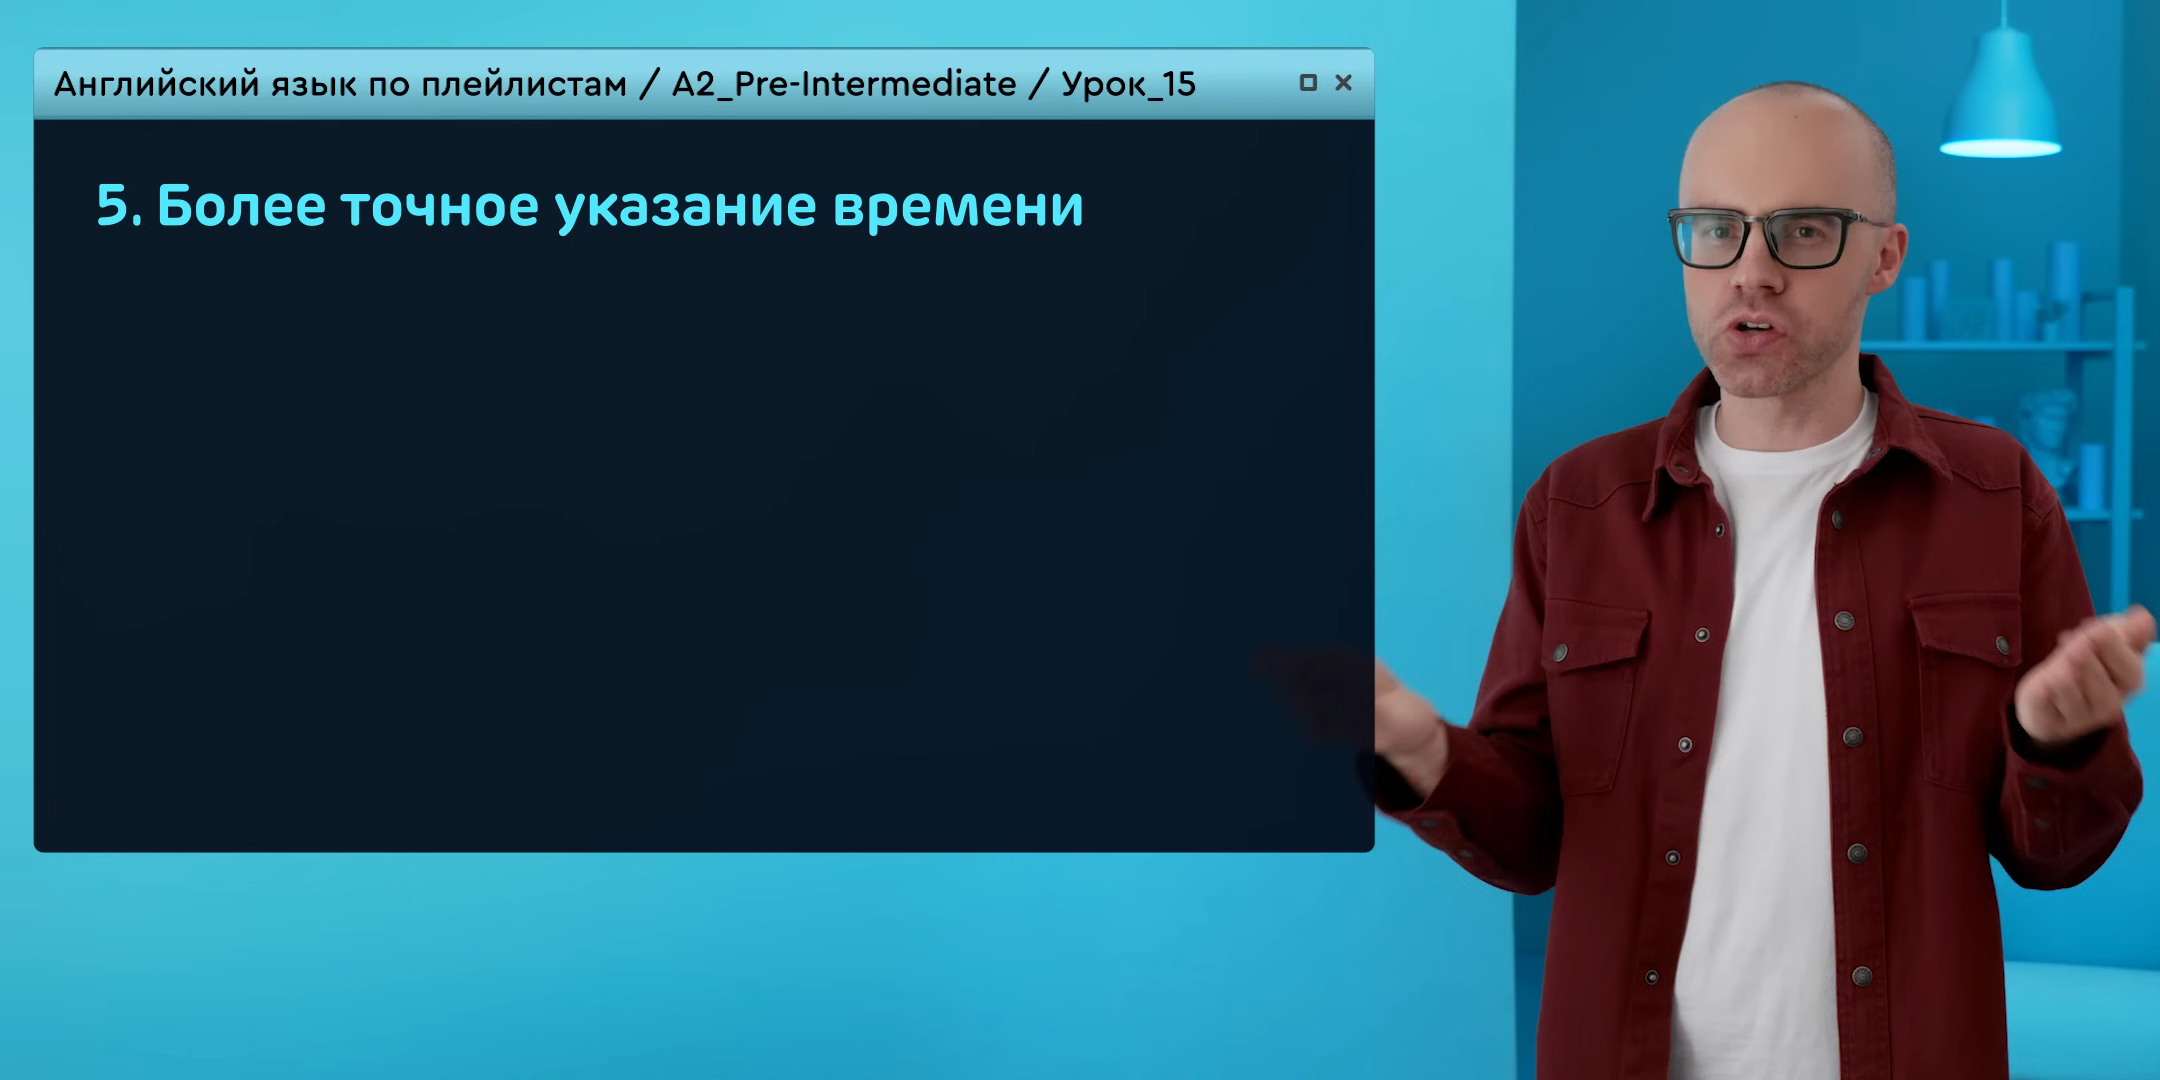 Английский язык по плейлистам / A2_Pre-Intermediate / Урок_15
5. Более точное указание времени